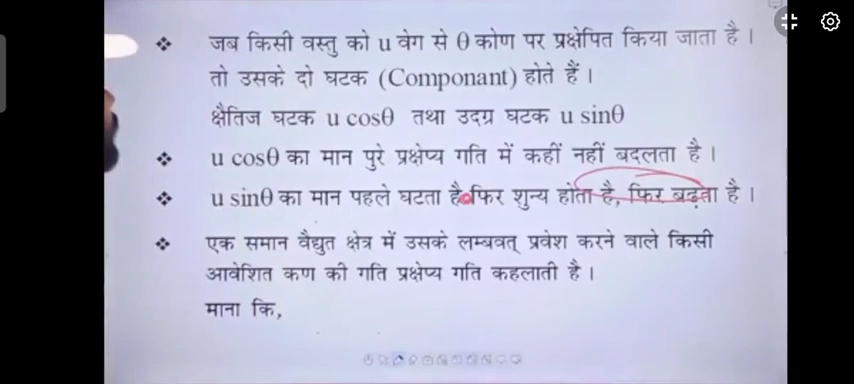 ❖ जब किसी वस्तु को u वेग से θ कोण पर प्रक्षेपित किया जाता है ।
तो उसके दो घटक (Componant) होते हैं ।
क्षैतिज घटक u cosθ तथा उदग्र घटक u sinθ
❖ u cosθ का मान पुरे प्रक्षेप्य गति में कहीं नहीं बदलता है ।
❖ u sinθ का मान पहले घटता है फिर शुन्य होता है, फिर बढ़ता है ।
❖ एक समान वैद्युत क्षेत्र में उसके लम्बवत् प्रवेश करने वाले किसी
आवेशित कण की गति प्रक्षेप्य गति कहलाती है ।
माना कि,